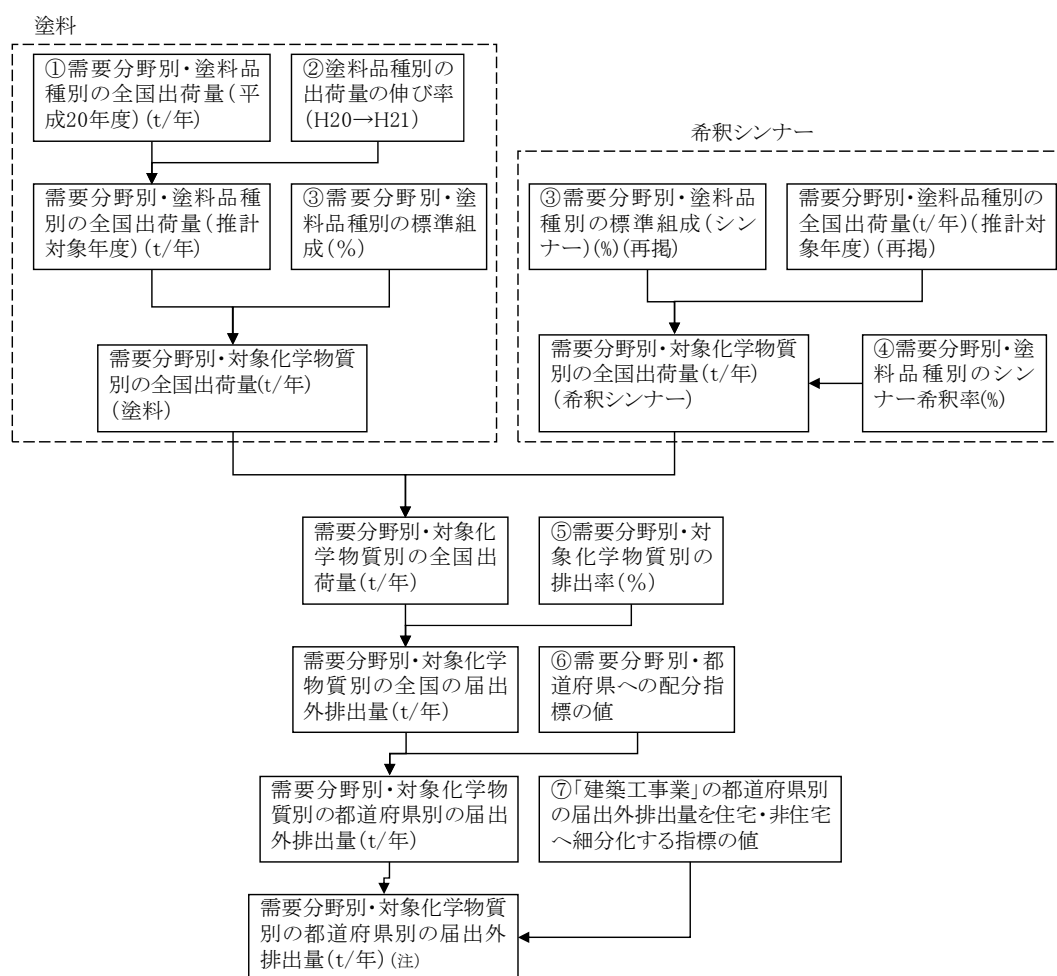 塗料
①需要分野別・塗料品
種別の全国出荷量(平
成20年度)(t/年)
②塗料品種別の
出荷量の伸び率
(H20→H21)
需要分野別・塗料品種
別の全国出荷量(推計
対象年度)(t/年)
③需要分野別・塗
料品種別の標準組
成(%)
需要分野別・対象化学物質
別の全国出荷量(t/年)
(塗料)
希釈シンナー
③需要分野別・塗料品
種別の標準組成(シン
ナー)(%)(再掲)
需要分野別・塗料品種別の
全国出荷量(t/年)(推計対
象年度)(再掲)
需要分野別・対象化学物質
別の全国出荷量(t/年)
(希釈シンナー)
④需要分野別・塗
料品種別のシン
ナー希釈率(%)
需要分野別・対象化
学物質別の全国出
荷量(t/年)
⑤需要分野別・対
象化学物質別の
排出率(%)
需要分野別・対象化学
物質別の全国の届出
外排出量(t/年)
⑥需要分野別・都
道府県への配分指
標の値
需要分野別・対象化学物
質別の都道府県別の届出
外排出量(t/年)
⑦「建築工事業」の都道府県別
の届出外排出量を住宅・非住宅
へ細分化する指標の値
需要分野別・対象化学物質
別の都道府県別の届出外
排出量(t/年)(注)